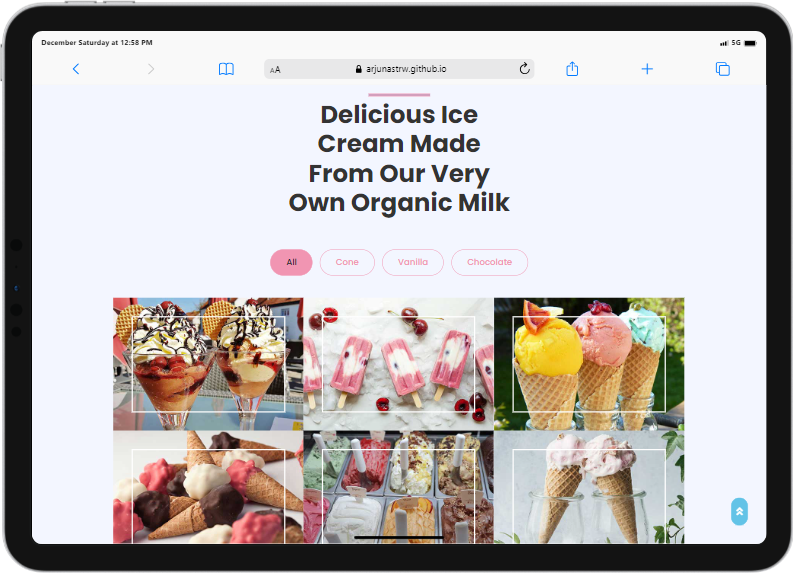 December Saturday at 12:58 PM
5G
AA
arjunastrw.github.io
Delicious Ice
Cream Made
From Our Very
Own Organic Milk
All
Cone
Vanilla
Chocolate